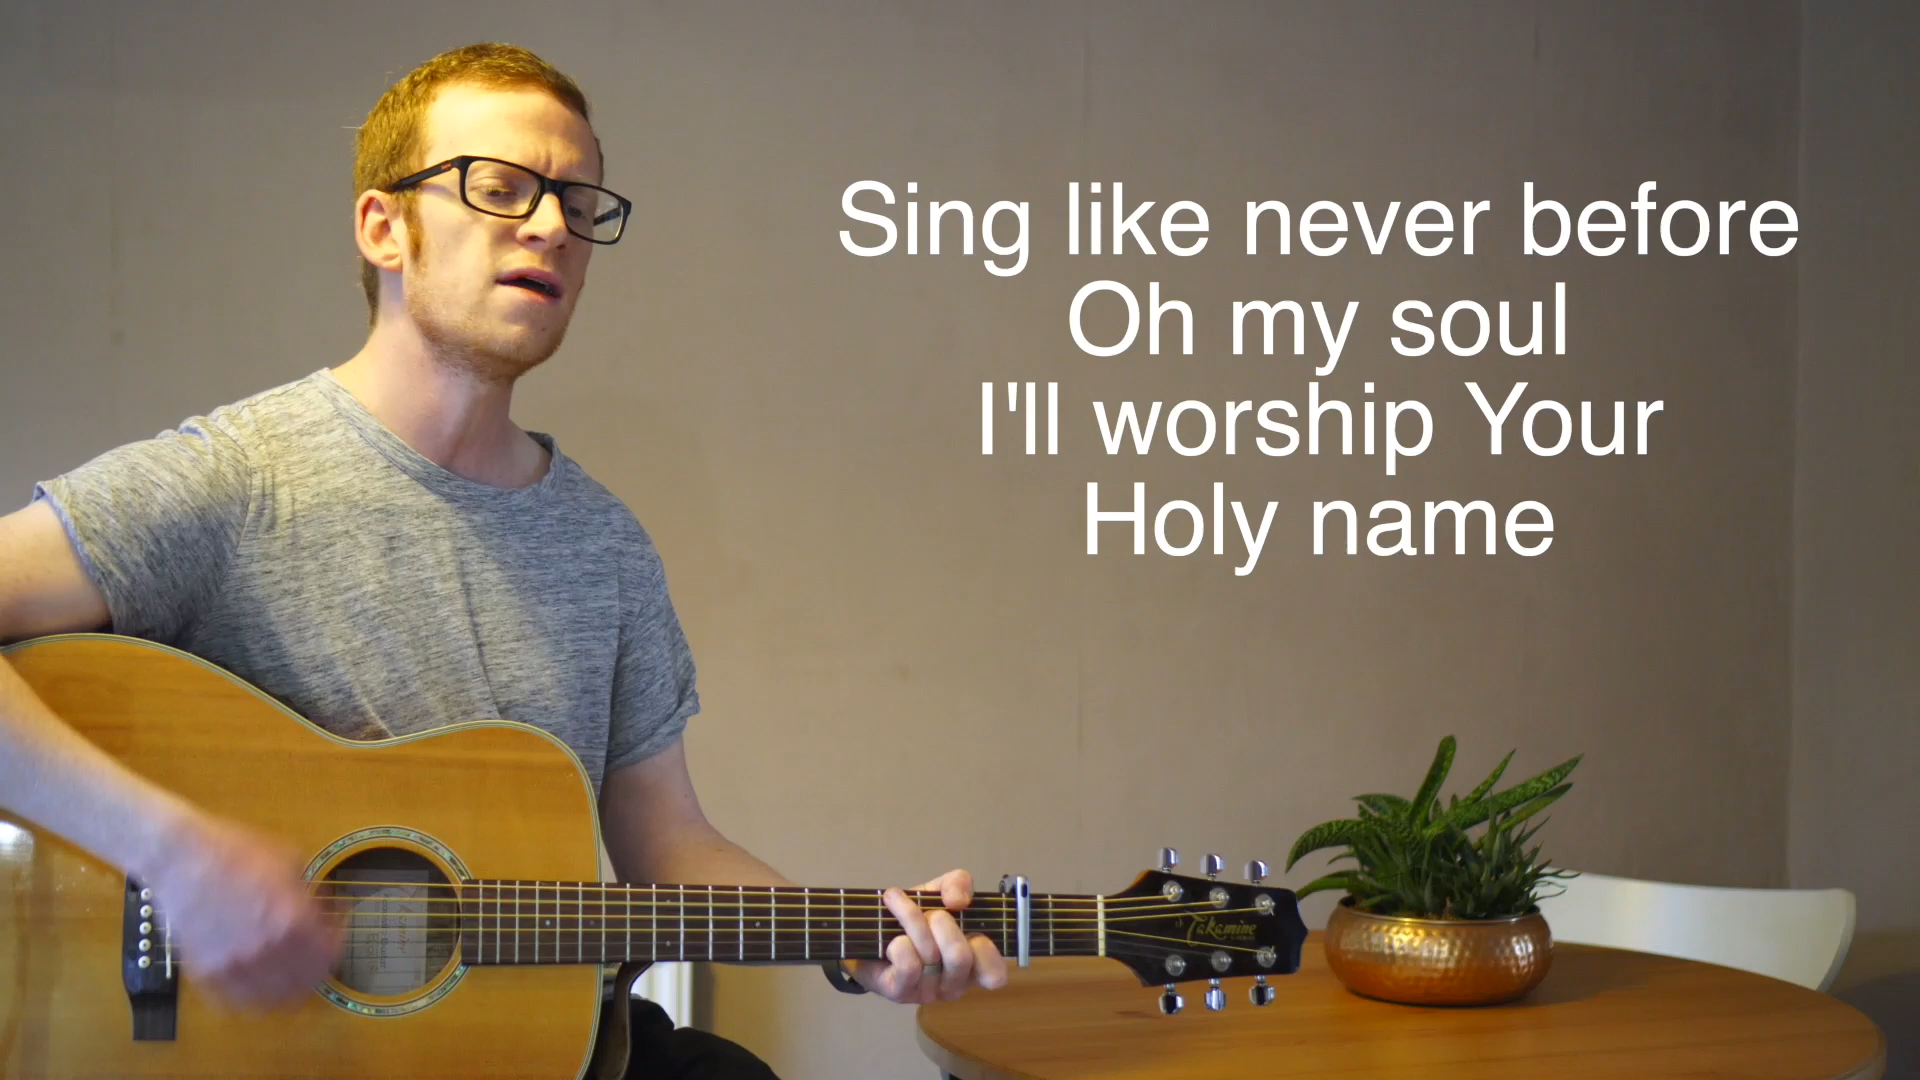 Sing like never before
Oh my soul
I'll worship Your
Holy name
Takamine